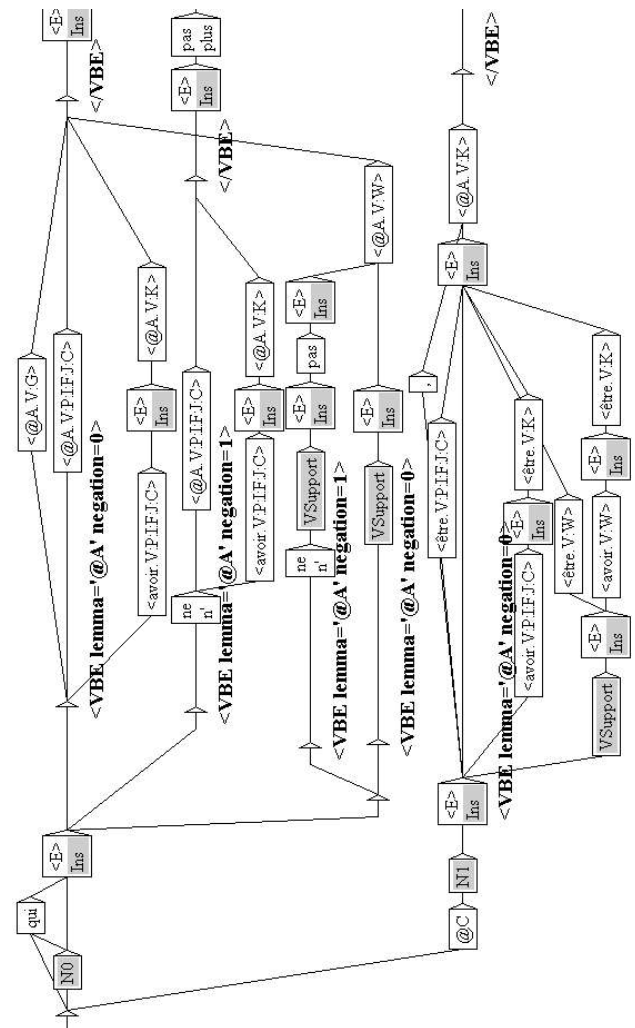 qui
<@A.V:G>
N0
<E>
Ins
<@A.V:P:I:F:J:C>
<E>
Ins
<VBE lemma='@A' negation=0>
</VBE>
<avoir.V:P:I:F:J:C>
<E>
Ins
<@A.V:K>
ne
n'
<@A.V:P:I:F:J:C>
<E>
Ins
pas
plus
<VBE lemma='@A' negation=1>
</VBE>
<avoir.V:P:I:F:J:C>
<E>
Ins
<@A.V:K>
ne
n'
VSupport
<E>
Ins
pas
<E>
Ins
<VBE lemma='@A' negation=1>
VSupport
<E>
Ins
<@A.V:W>
<VBE lemma='@A' negation=0>
,
<être.V:P:I:F:J:C>
@C
N1
<E>
Ins
<E>
Ins
<@A.V:K>
</VBE>
<VBE lemma='@A' negation=0>
<avoir.V:P:I:F:J:C>
<E>
Ins
<être.V:K>
<être.V:W>
VSupport
<E>
Ins
<avoir.V:W>
<E>
Ins
<être.V:K>